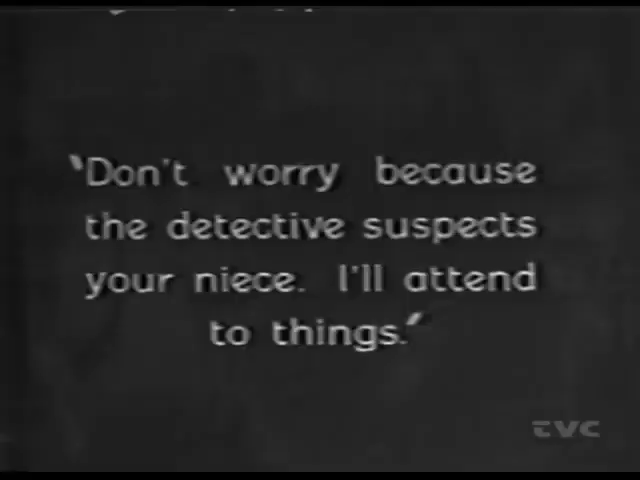 "Don't worry because
the detective suspects
your niece. I'll attend
to things."
TVC